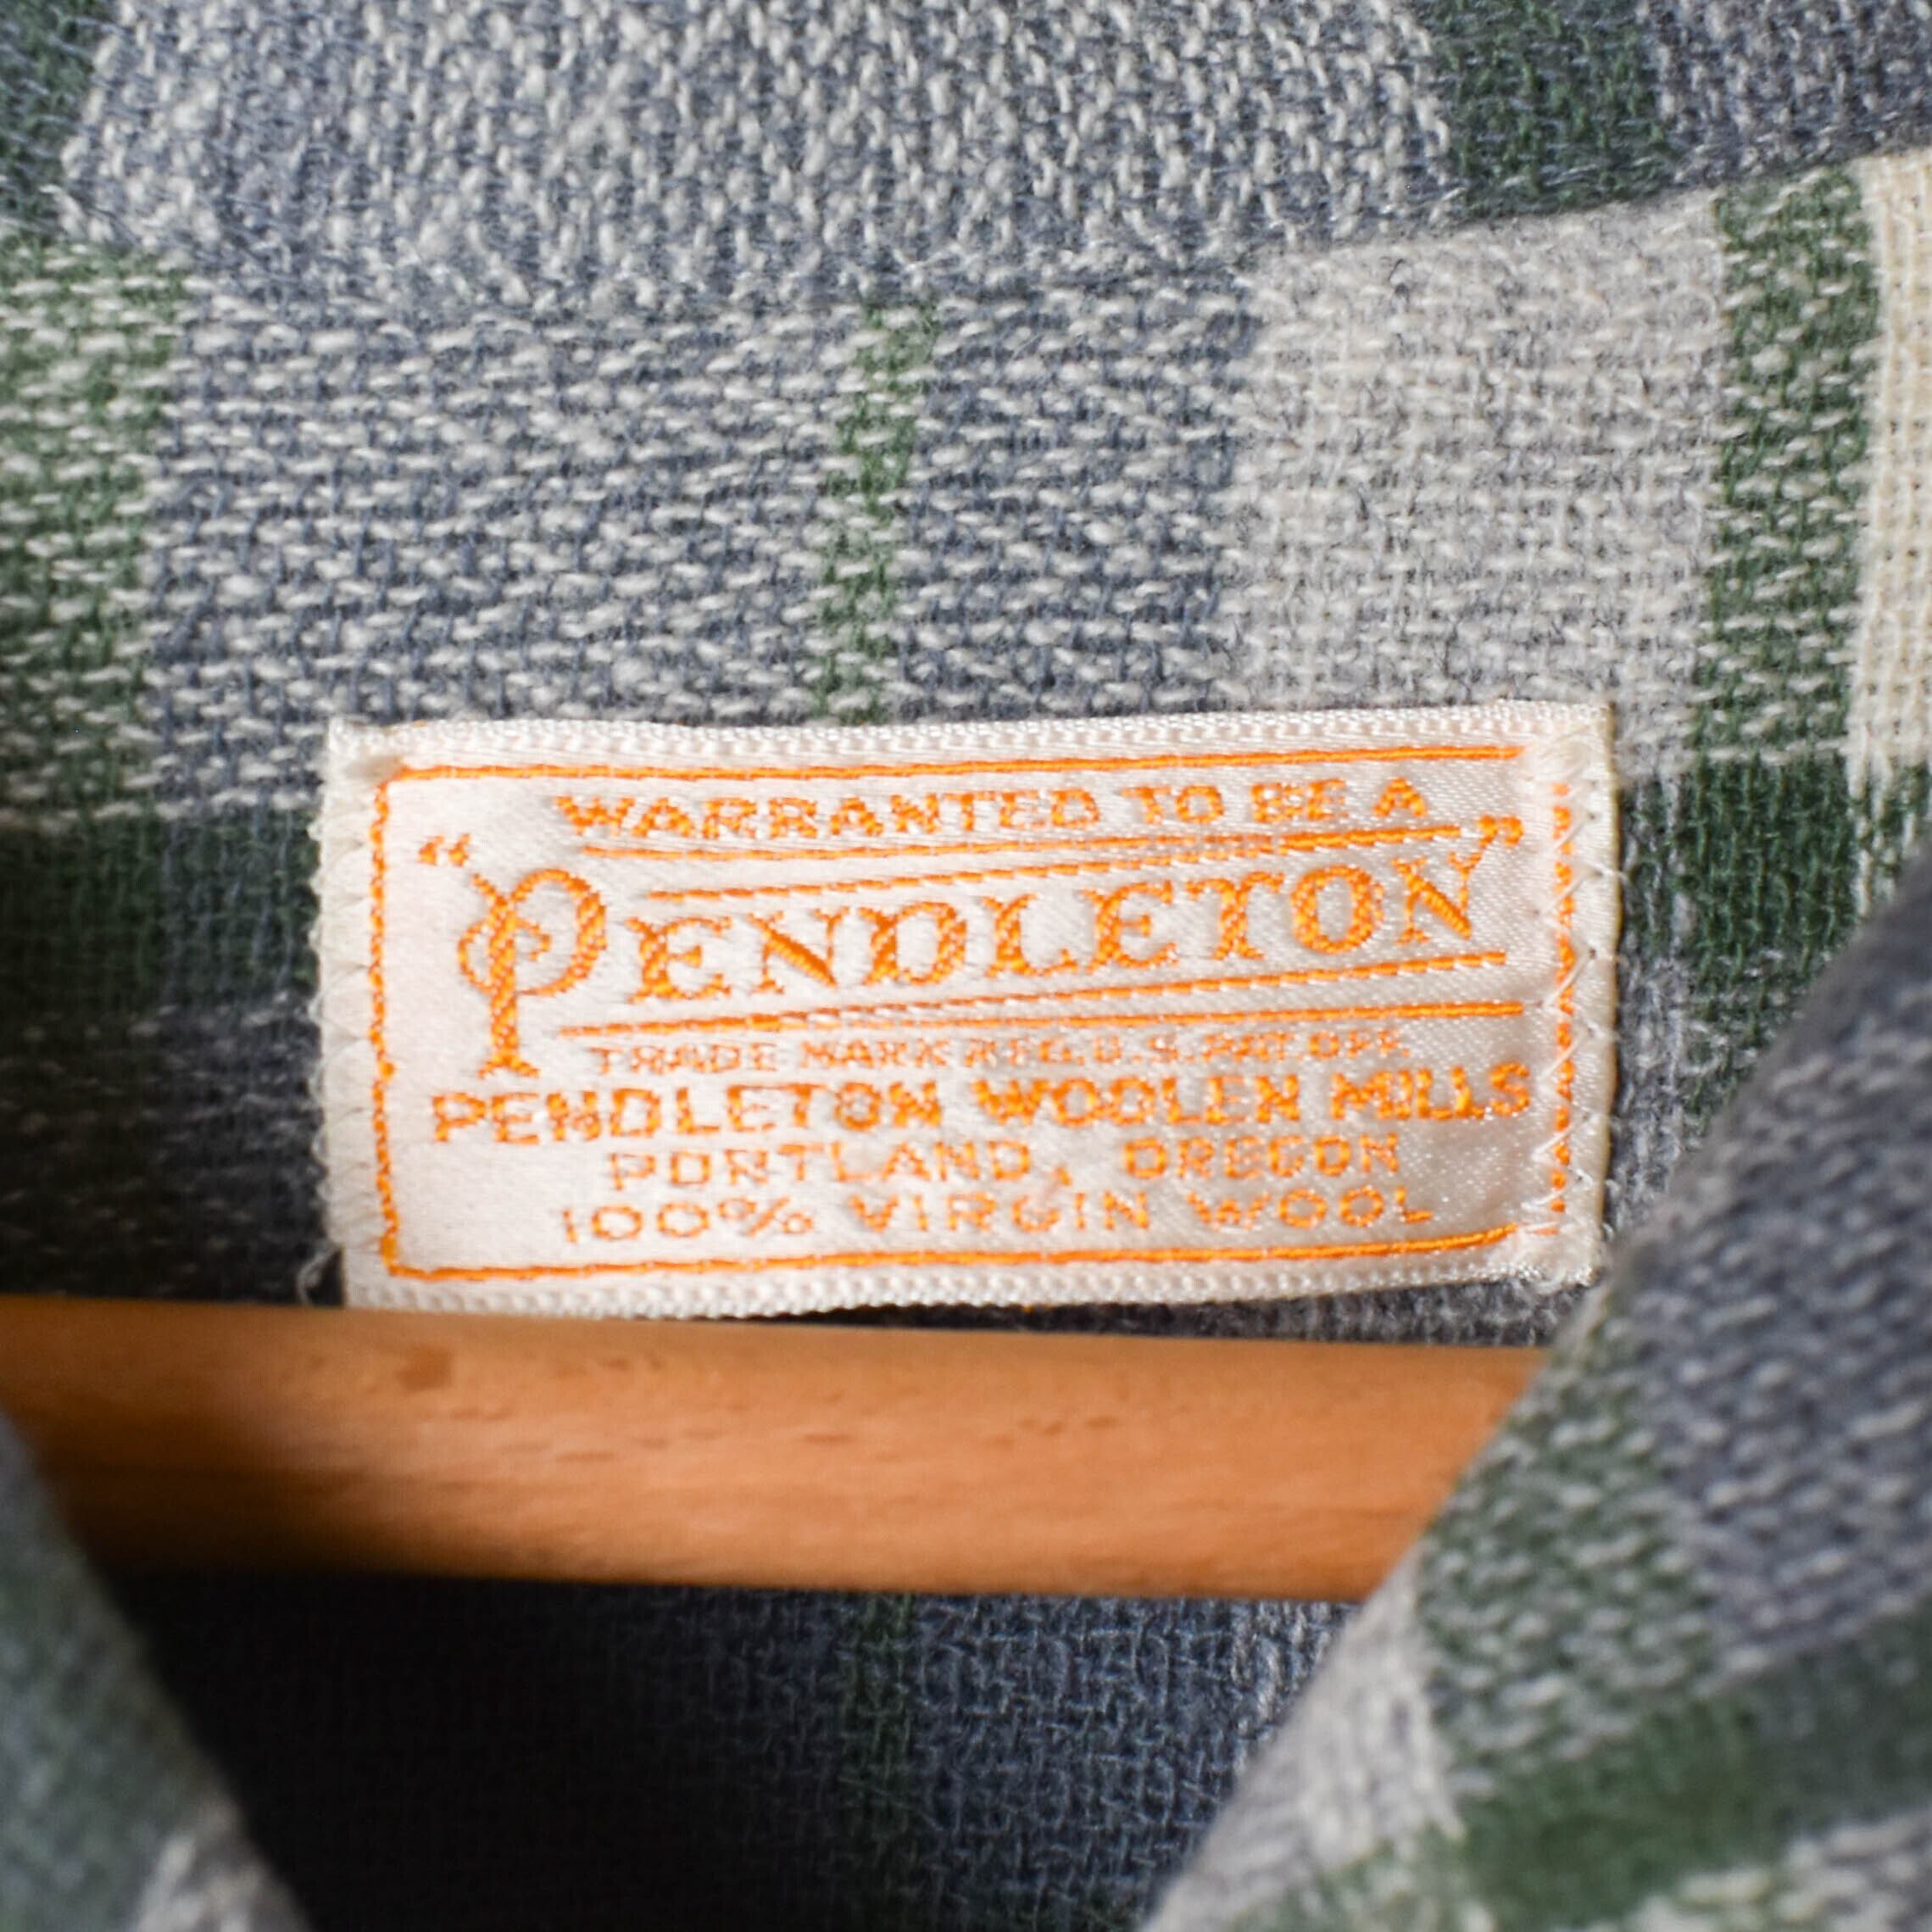 WARRANTED TO BE A
"PENDLETON"
TRADE MARK REG. U.S. PAT. OFF.
PENDLETON WOOLEN MILLS
PORTLAND, OREGON
100% VIRGIN WOOL